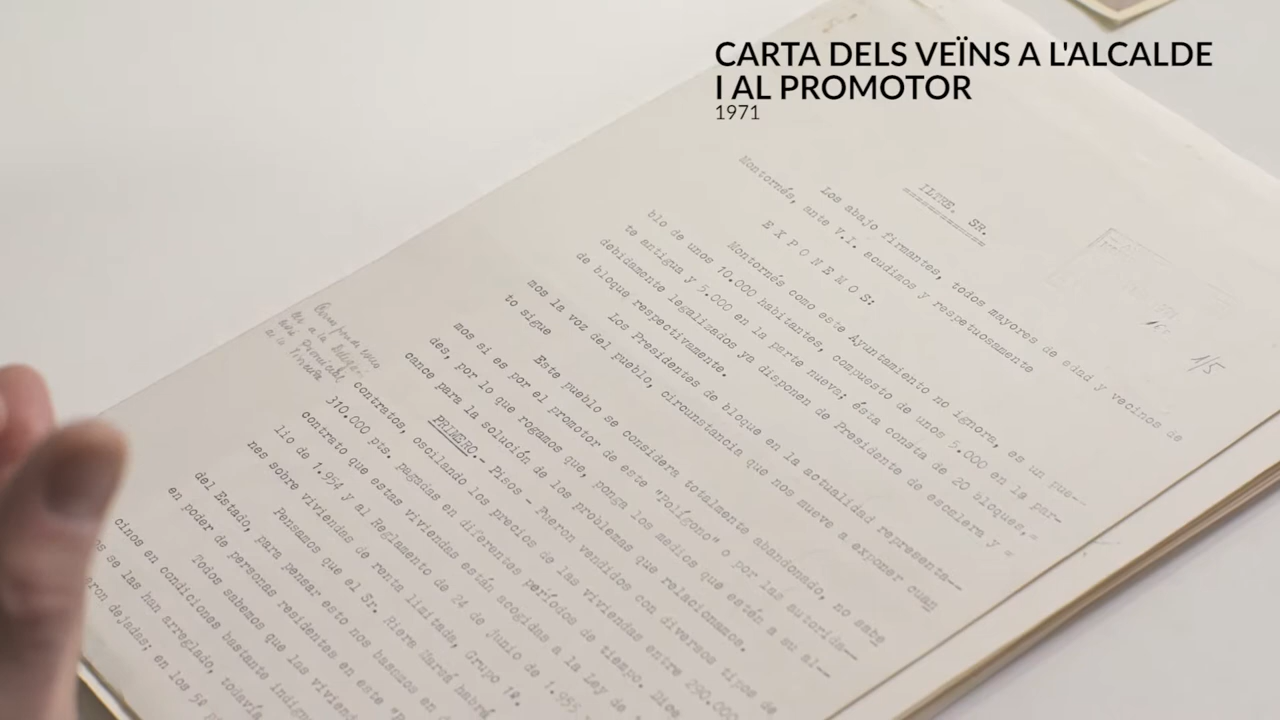 CARTA DELS VEÏNS A L'ALCALDE
I AL PROMOTOR
1971
ILTRE. SR.
Los abajo firmantes, todos mayores de edad y vecinos de
Montornés, ante V.I. acudimos y respetuosamente
E X P O N E M O S:
Montornés como este Ayuntamiento no ignora, es un pue-
blo de unos 10.000 habitantes, compuesto de unos 5.000 en la par-
te antigua y 5.000 en la parte nueva; ésta consta de 20 bloques,=
debidamente legalizados ya disponen de Presidente de escalera y =
de bloque respectivamente.
Los Presidentes de bloque en la actualidad representa-
mos la voz del pueblo, circunstancia que nos mueve a exponer cuan
to sigue
Este pueblo se considera totalmente abandonado, no sabe
mos si es por el promotor de este "Polígono" o por las autorida-
des, por lo que rogamos que, ponga los medios que estén a su al-
cance para la solución de los problemas que relacionamos.
PRIMERO.- Pisos - Fueron vendidos con diversos tipos de
contratos, oscilando los precios de las viviendas entre 290.000
310.000 pts. pagadas en diferentes períodos de tiempo. Dice
contrato que estas viviendas están acogidas a la Ley de
lio de 1.954 y al Reglamento de 24 de Junio de 1.955
nes sobre viviendas de renta limitada, Grupo 1º.
Pensamos que el Sr. Riera Marsá habrá
del Estado, para pensar esto nos basamos en
en poder de personas residentes en este "P
Todos sabemos que las viviend
cinos en condiciones bastante indign
se las han arreglado, todavía
ron dejadas; en los 5º
1/5